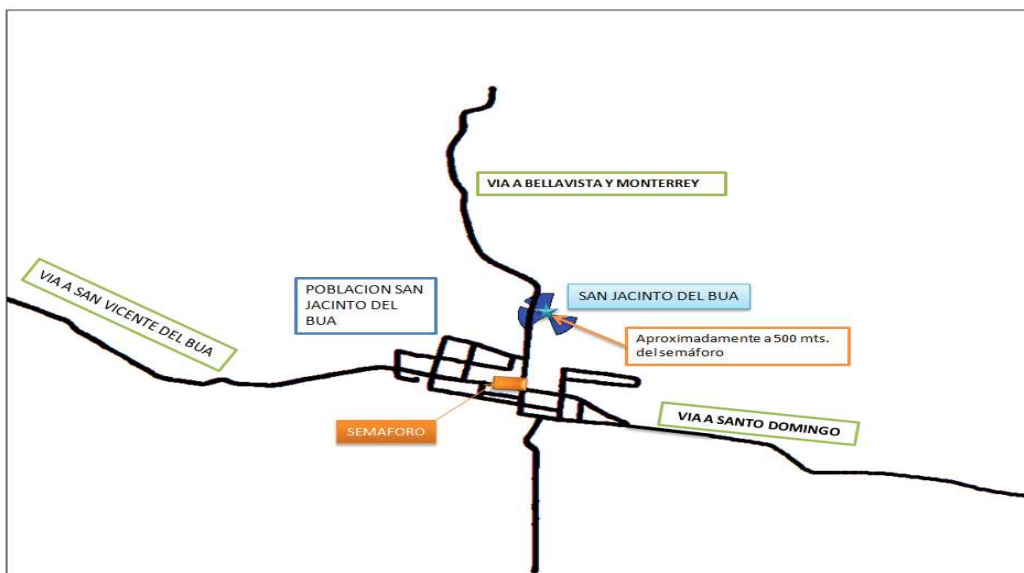 VIA A BELLAVISTA Y MONTERREY
VIA A SAN VICENTE DEL BUA
POBLACION SAN
JACINTO DEL
BUA
SAN JACINTO DEL BUA
Aproximadamente a 500 mts.
del semáforo
SEMAFORO
VIA A SANTO DOMINGO